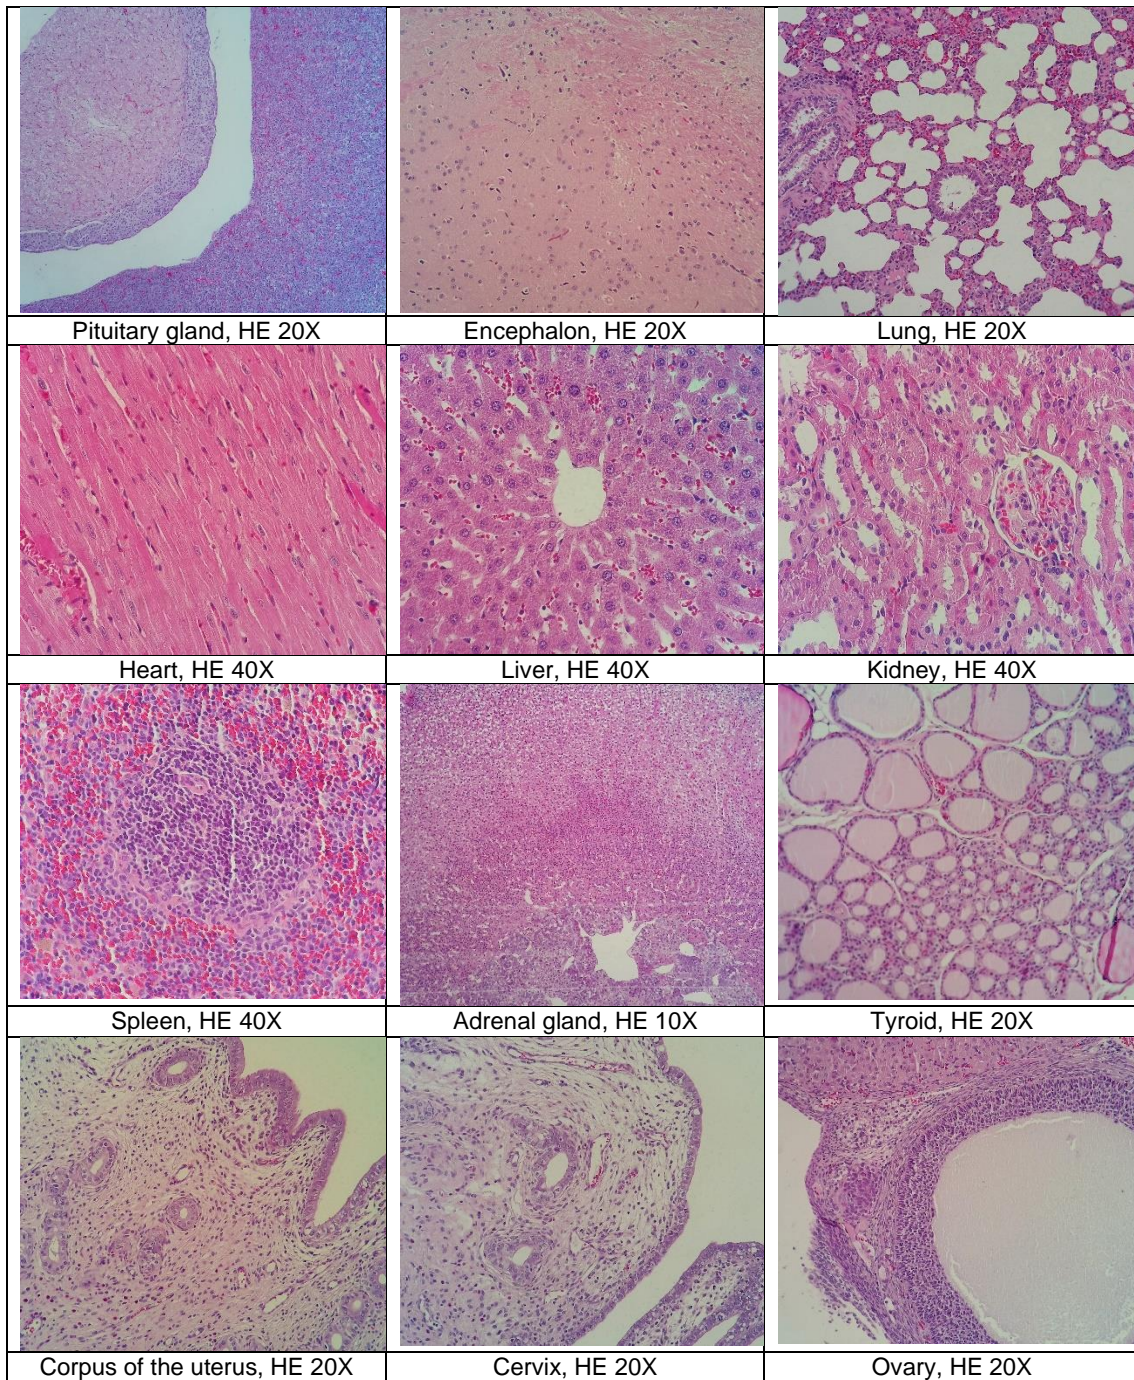 Pituitary gland, HE 20X
Encephalon, HE 20X
Lung, HE 20X
Heart, HE 40X
Liver, HE 40X
Kidney, HE 40X
Spleen, HE 40X
Adrenal gland, HE 10X
Tyroid, HE 20X
Corpus of the uterus, HE 20X
Cervix, HE 20X
Ovary, HE 20X